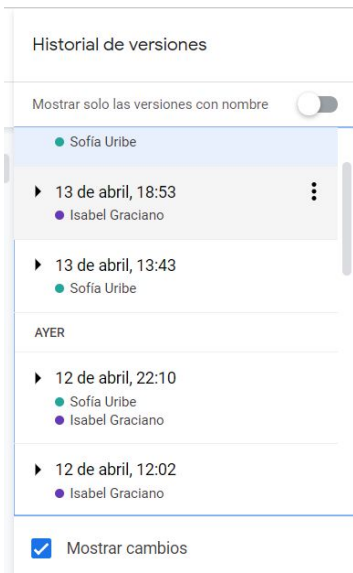 Historial de versiones
Mostrar solo las versiones con nombre
Sofía Uribe
13 de abril, 18:53
Isabel Graciano
13 de abril, 13:43
Sofía Uribe
AYER
12 de abril, 22:10
Sofía Uribe
Isabel Graciano
12 de abril, 12:02
Isabel Graciano
Mostrar cambios